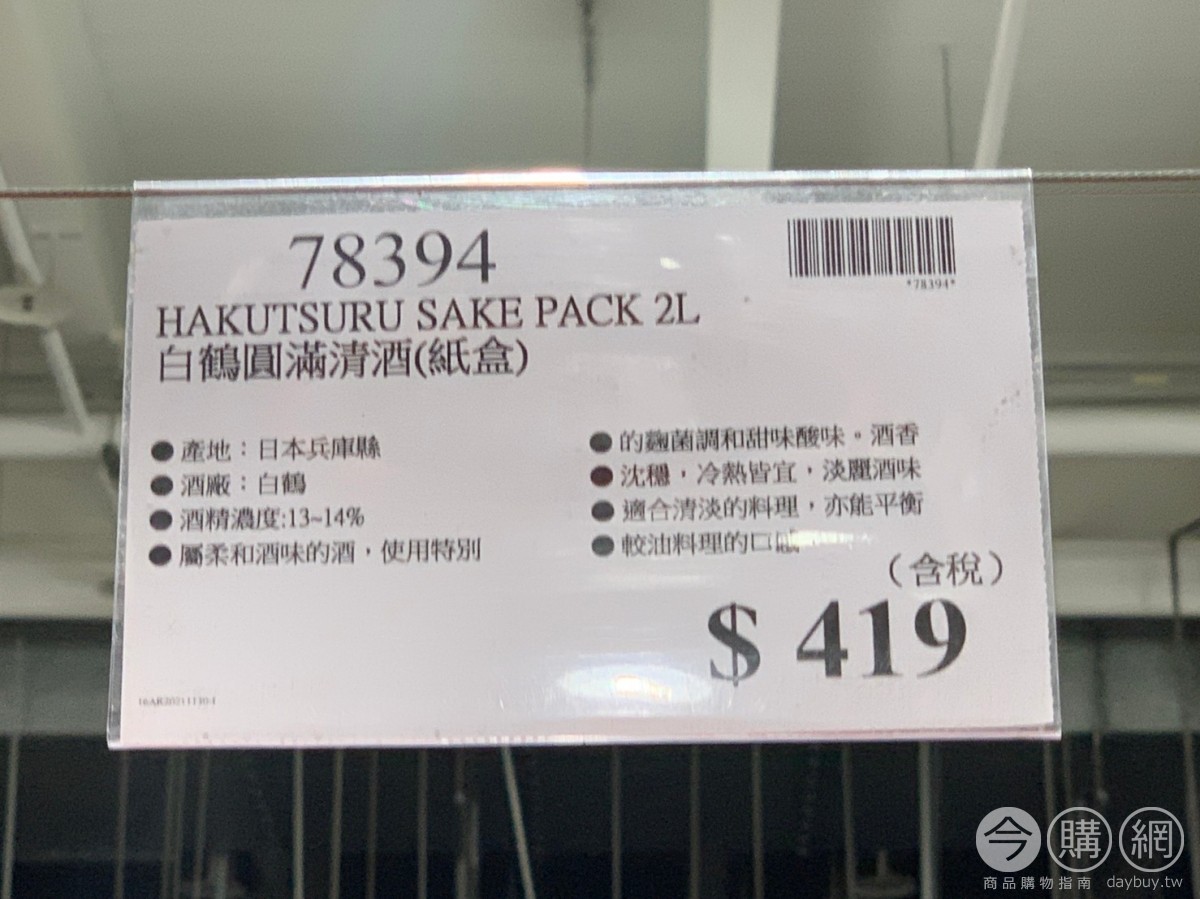 78394
*78394*
HAKUTSURU SAKE PACK 2L
白鶴圓滿清酒(紙盒)
● 產地：日本兵庫縣
● 酒廠：白鶴
● 酒精濃度:13~14%
● 屬柔和酒味的酒，使用特別
● 的麴菌調和甜味酸味。酒香
● 沈穩，冷熱皆宜，淡麗酒味
● 適合清淡的料理，亦能平衡
● 較油料理的口感
（含稅）
$ 419
今購網
商品購物指南 daybuy.tw